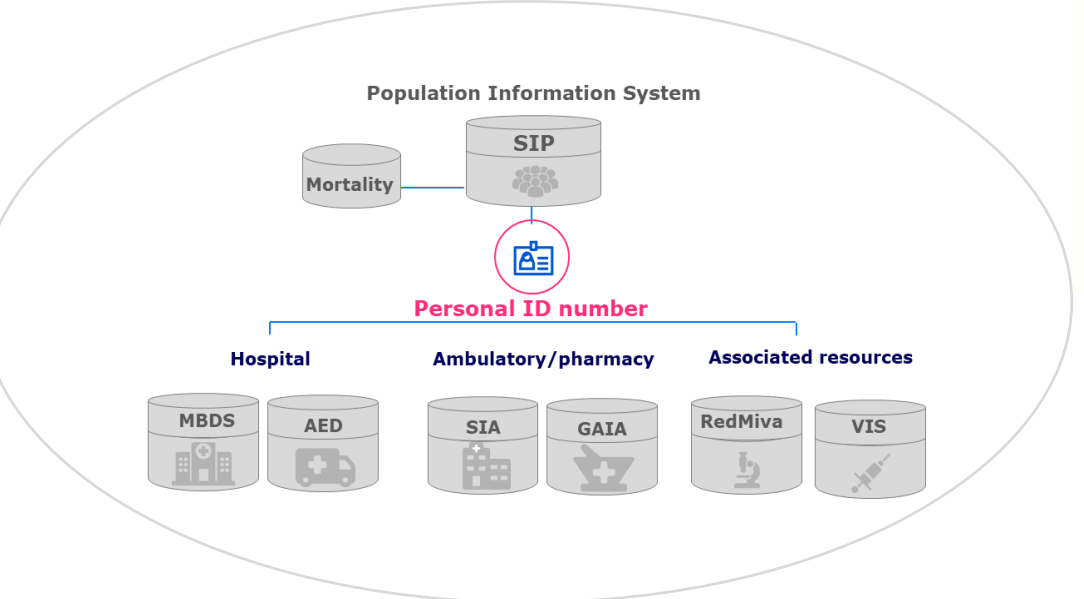 Population Information System
SIP
Mortality
Personal ID number
Hospital
Ambulatory/pharmacy
Associated resources
MBDS
AED
SIA
GAIA
RedMiva
VIS